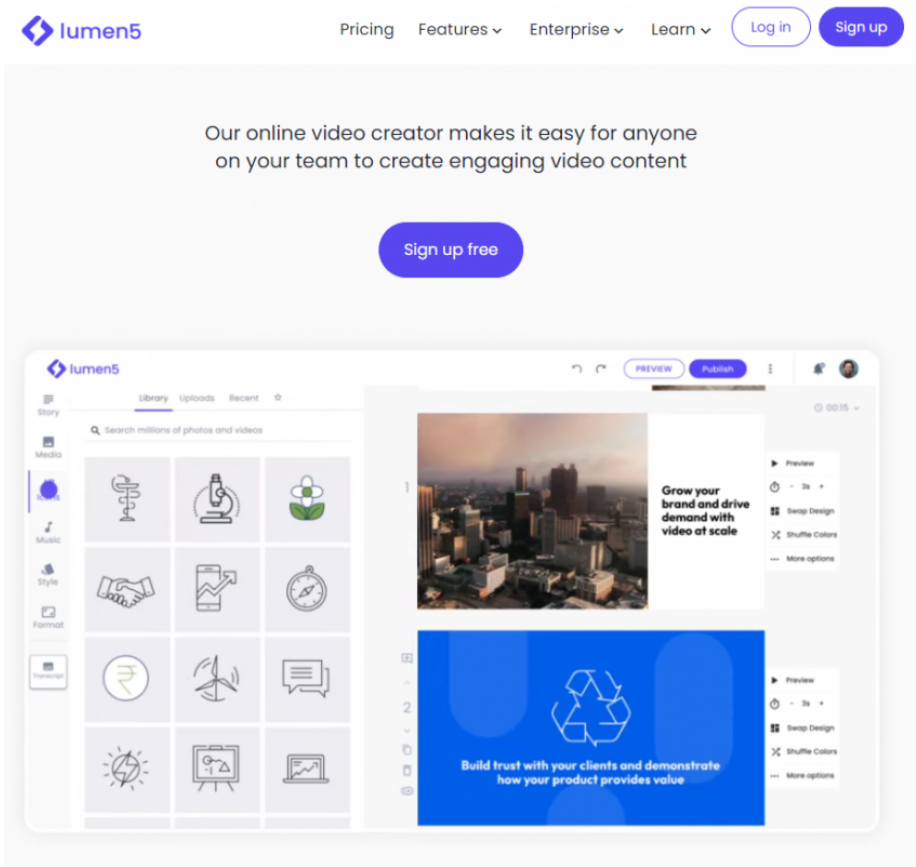 lumen5
Pricing Features Enterprise Learn Log in Sign up
Our online video creator makes it easy for anyone
on your team to create engaging video content
Sign up free
lumen5
PREVIEW Publish
Story
Library Uploads Recent
00:15
Search millions of photos and videos
Media
Music
Style
Format
Transcript
1
Grow your
brand and drive
demand with
video at scale
Preview
- 3s +
Swap Design
Shuffle Colors
... More options
2
Build trust with your clients and demonstrate
how your product provides value
Preview
- 3s +
Swap Design
Shuffle Colors
... More options